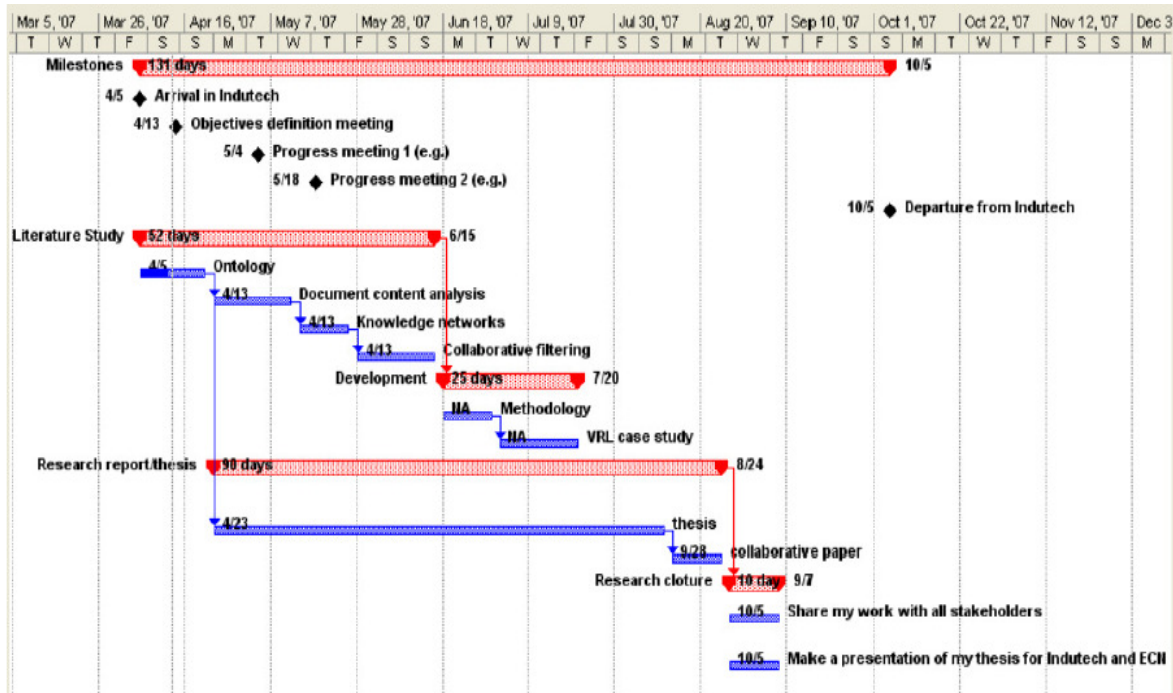 Mar 5, '07 Mar 26, '07 Apr 16, '07 May 7, '07 May 28, '07 Jun 18, '07 Jul 9, '07 Jul 30, '07 Aug 20, '07 Sep 10, '07 Oct 1, '07 Oct 22, '07 Nov 12, '07 Dec 3
T W T F S S M T W T F S S M T W T F S S M T W T F S S M T W T F S S M T W T F S S M
Milestones 131 days 10/5
4/5 Arrival in Indutech
4/13 Objectives definition meeting
5/4 Progress meeting 1 (e.g.)
5/18 Progress meeting 2 (e.g.)
10/5 Departure from Indutech
Literature Study 52 days 6/15
4/5 Ontology
4/13 Document content analysis
4/13 Knowledge networks
4/13 Collaborative filtering
Development 25 days 7/20
NA Methodology
NA VRL case study
Research report/thesis 90 days 8/24
4/23 thesis
9/28 collaborative paper
Research cloture 10 day 9/7
10/5 Share my work with all stakeholders
10/5 Make a presentation of my thesis for Indutech and ECN